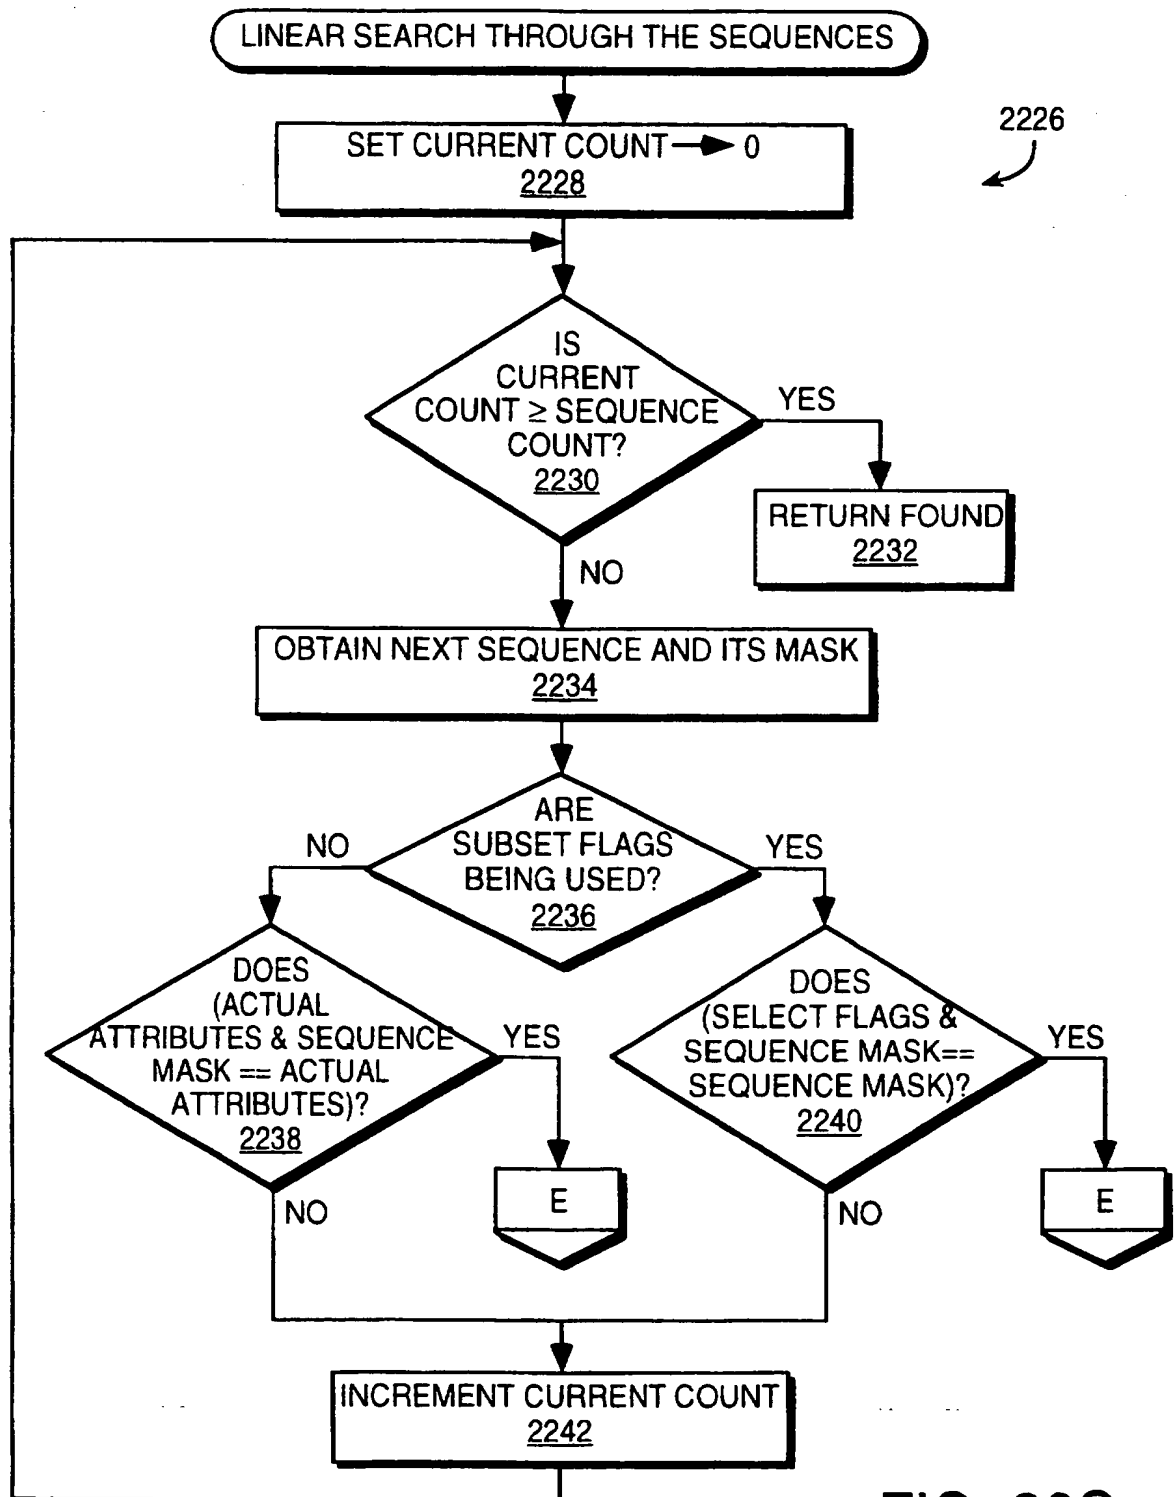 LINEAR SEARCH THROUGH THE SEQUENCES
2226
SET CURRENT COUNT → 0
2228
IS
CURRENT
COUNT ≥ SEQUENCE
COUNT?
2230
YES
RETURN FOUND
2232
NO
OBTAIN NEXT SEQUENCE AND ITS MASK
2234
ARE
SUBSET FLAGS
BEING USED?
2236
NO
YES
DOES
(ACTUAL
ATTRIBUTES & SEQUENCE
MASK == ACTUAL
ATTRIBUTES)?
2238
YES
E
NO
DOES
(SELECT FLAGS &
SEQUENCE MASK==
SEQUENCE MASK)?
2240
YES
E
NO
INCREMENT CURRENT COUNT
2242